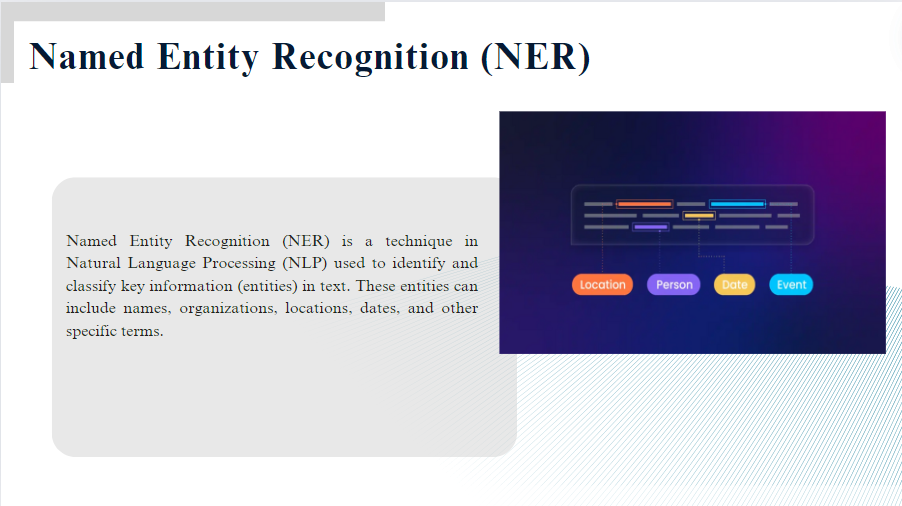 Named Entity Recognition (NER)
Named Entity Recognition (NER) is a technique in
Natural Language Processing (NLP) used to identify and
classify key information (entities) in text. These entities can
include names, organizations, locations, dates, and other
specific terms.
Location Person Date Event